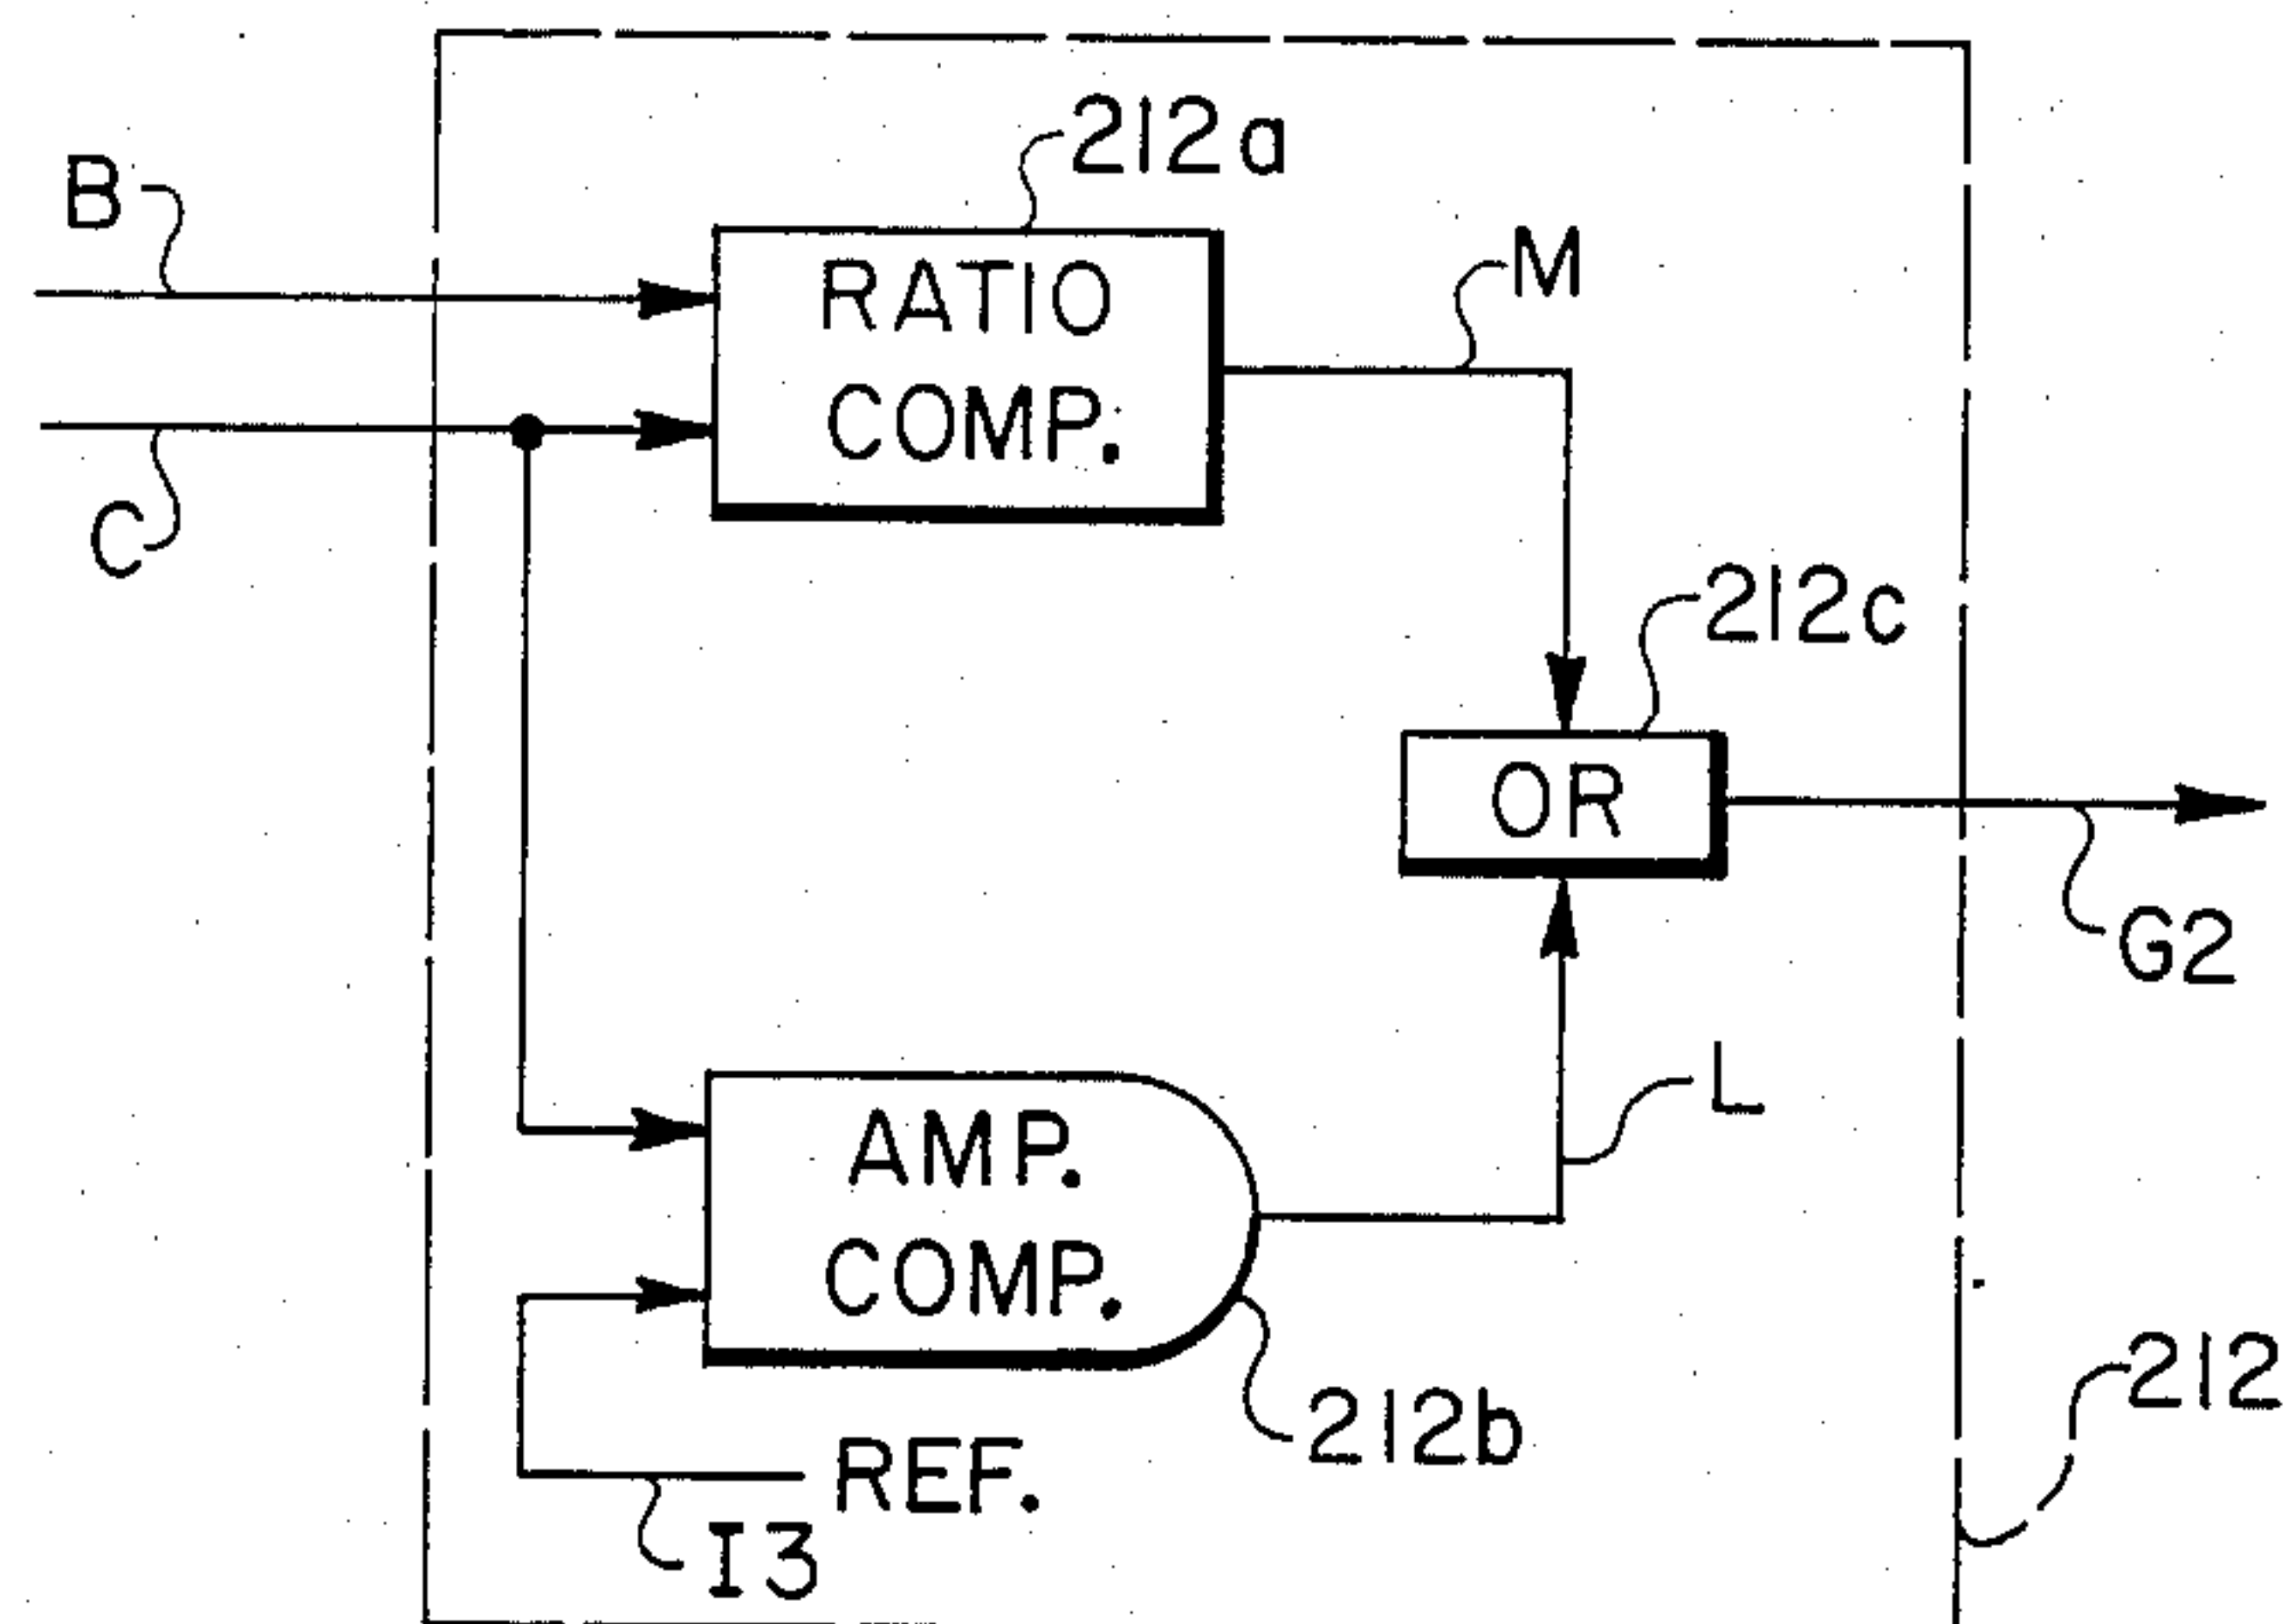 212a
B
M
RATIO
COMP.
C
212c
OR
G2
L
AMP.
COMP.
212
212b
REF.
I3